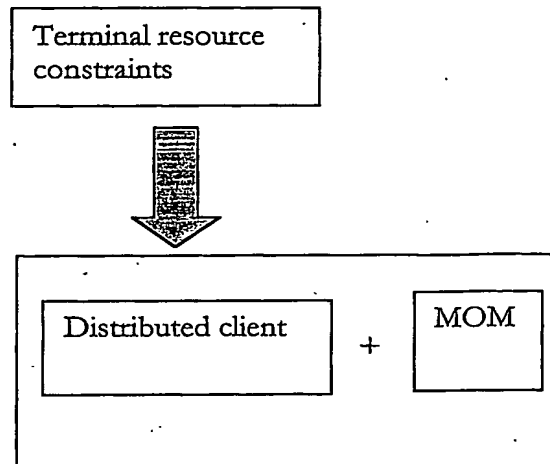 Terminal resource
constraints
Distributed client
+
MOM